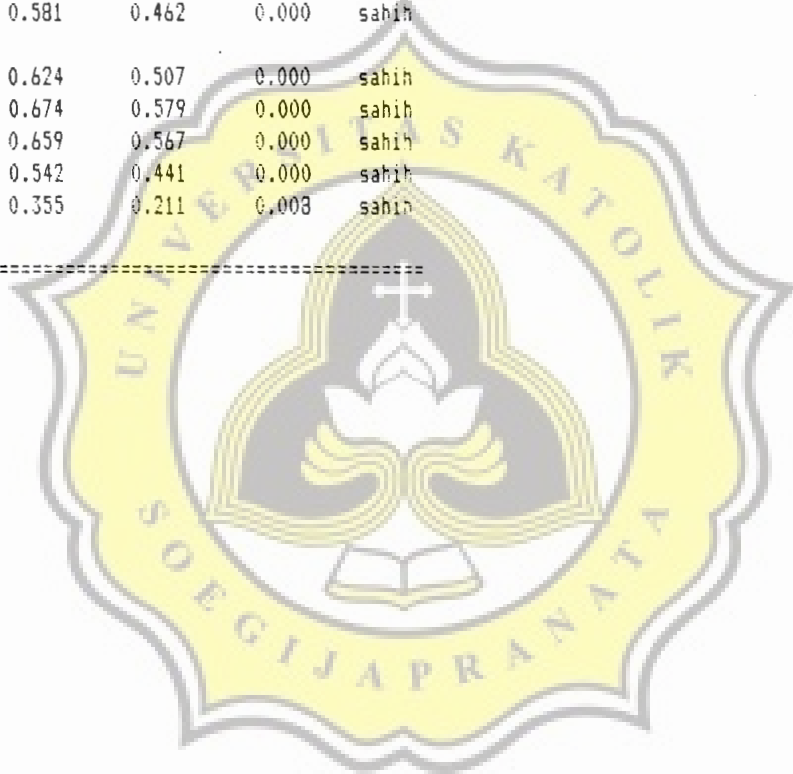 0.581 0.462 0.000 sahih
0.624 0.507 0.000 sahih
0.674 0.579 0.000 sahih
0.659 0.567 0.000 sahih
0.542 0.441 0.000 sahih
0.355 0.211 0.008 sahih
==========================================
UNIVERSITAS KATOLIK
SOEGIJAPRANATA